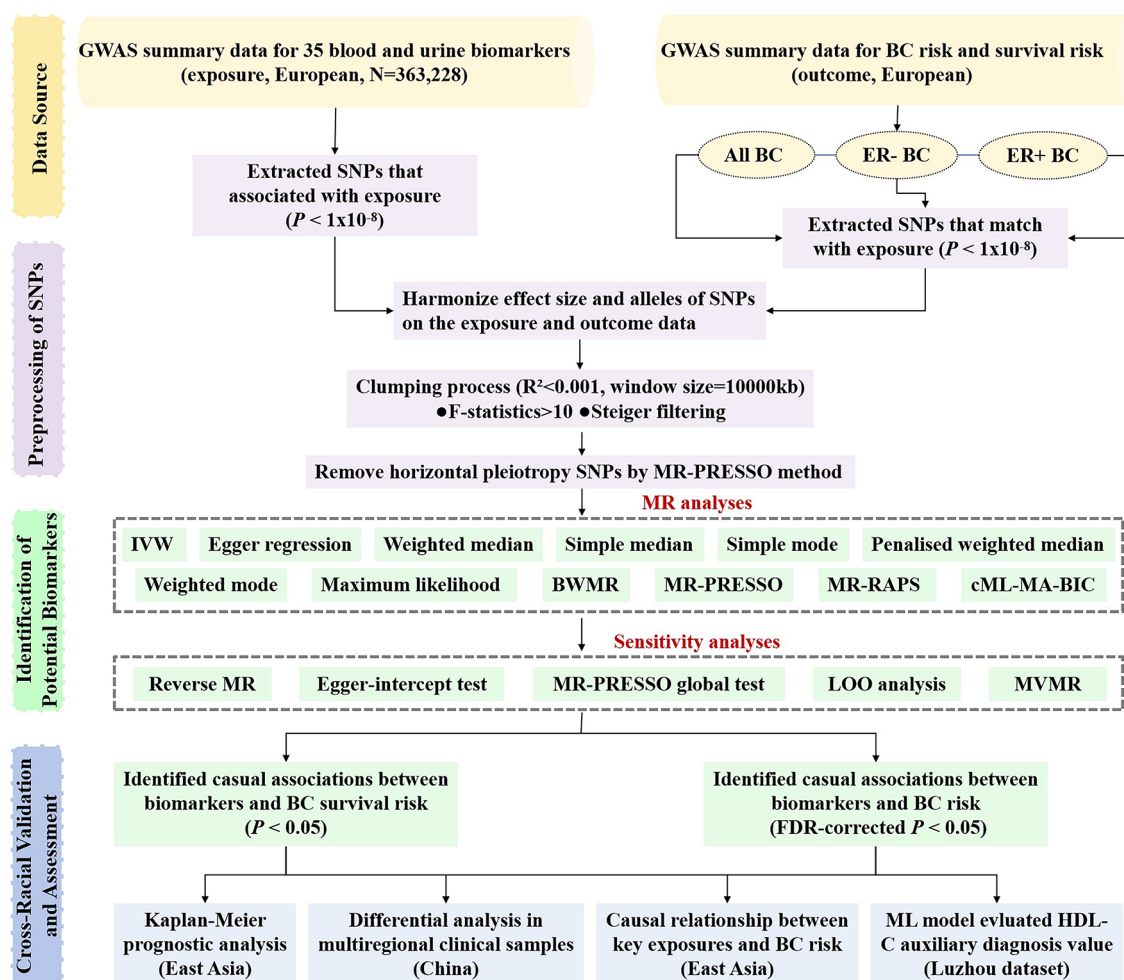 Data Source
GWAS summary data for 35 blood and urine biomarkers
(exposure, European, N=363,228)
GWAS summary data for BC risk and survival risk
(outcome, European)
All BC
ER- BC
ER+ BC
Extracted SNPs that
associated with exposure
(P < 1x10-8)
Extracted SNPs that match
with exposure (P < 1x10-8)
Preprocessing of SNPs
Harmonize effect size and alleles of SNPs
on the exposure and outcome data
Clumping process (R²<0.001, window size=10000kb)
●F-statistics>10 ●Steiger filtering
Remove horizontal pleiotropy SNPs by MR-PRESSO method
MR analyses
Identification of
Potential Biomarkers
IVW
Egger regression
Weighted median
Simple median
Simple mode
Penalised weighted median
Weighted mode
Maximum likelihood
BWMR
MR-PRESSO
MR-RAPS
cML-MA-BIC
Sensitivity analyses
Reverse MR
Egger-intercept test
MR-PRESSO global test
LOO analysis
MVMR
Cross-Racial Validation
and Assessment
Identified casual associations between
biomarkers and BC survival risk
(P < 0.05)
Identified casual associations between
biomarkers and BC risk
(FDR-corrected P < 0.05)
Kaplan-Meier
prognostic analysis
(East Asia)
Differential analysis in
multiregional clinical samples
(China)
Causal relationship between
key exposures and BC risk
(East Asia)
ML model evluated HDL-
C auxiliary diagnosis value
(Luzhou dataset)